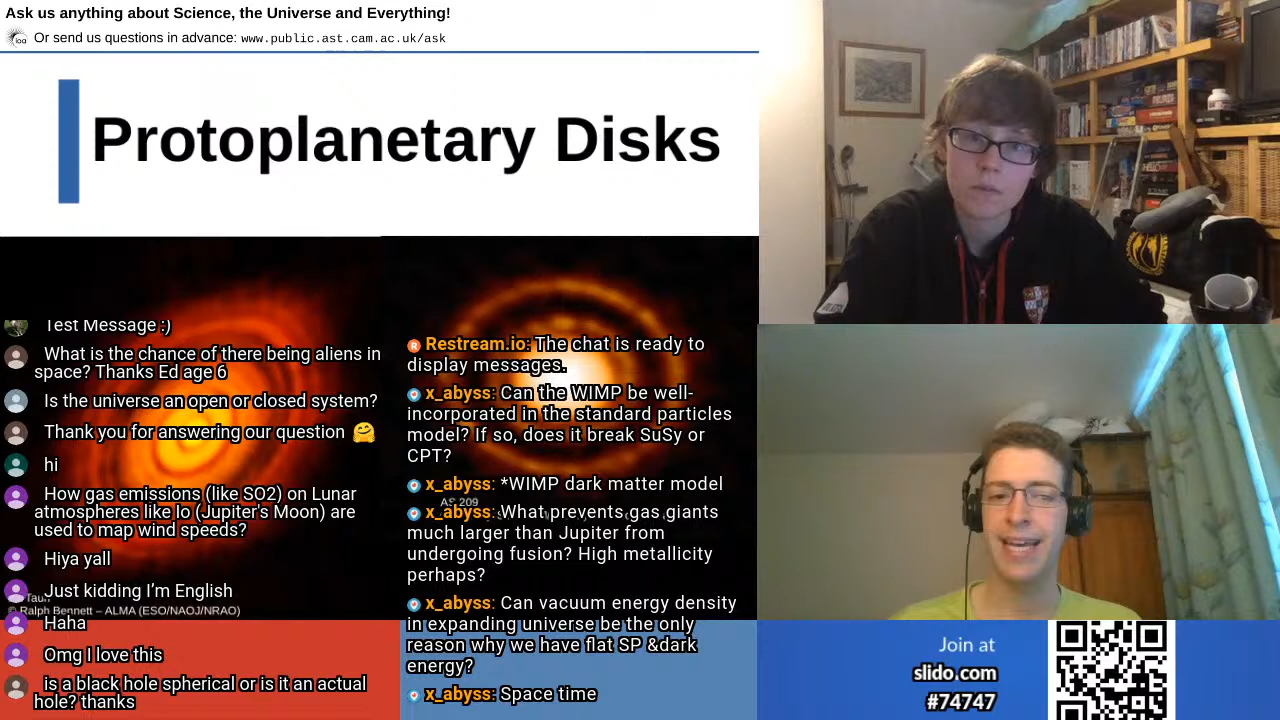 Ask us anything about Science, the Universe and Everything!
Or send us questions in advance: www.public.ast.cam.ac.uk/ask
Protoplanetary Disks
Test Message :)
What is the chance of there being aliens in
space? Thanks Ed age 6
Is the universe an open or closed system?
Thank you for answering our question 🤗
hi
How gas emissions (like SO2) on Lunar
atmospheres like Io (Jupiter's Moon) are
used to map wind speeds?
Hiya yall
Just kidding I'm English
© Ralph Bennett – ALMA (ESO/NAOJ/NRAO)
Haha
Omg I love this
is a black hole spherical or is it an actual
hole? thanks
Restream.io: The chat is ready to
display messages.
x_abyss: Can the WIMP be well-
incorporated in the standard particles
model? If so, does it break SuSy or
CPT?
x_abyss: *WIMP dark matter model
AS 209
x_abyss: What prevents gas giants
much larger than Jupiter from
undergoing fusion? High metallicity
perhaps?
x_abyss: Can vacuum energy density
in expanding universe be the only
reason why we have flat SP &dark
energy?
x_abyss: Space time
Join at
slido.com
#74747